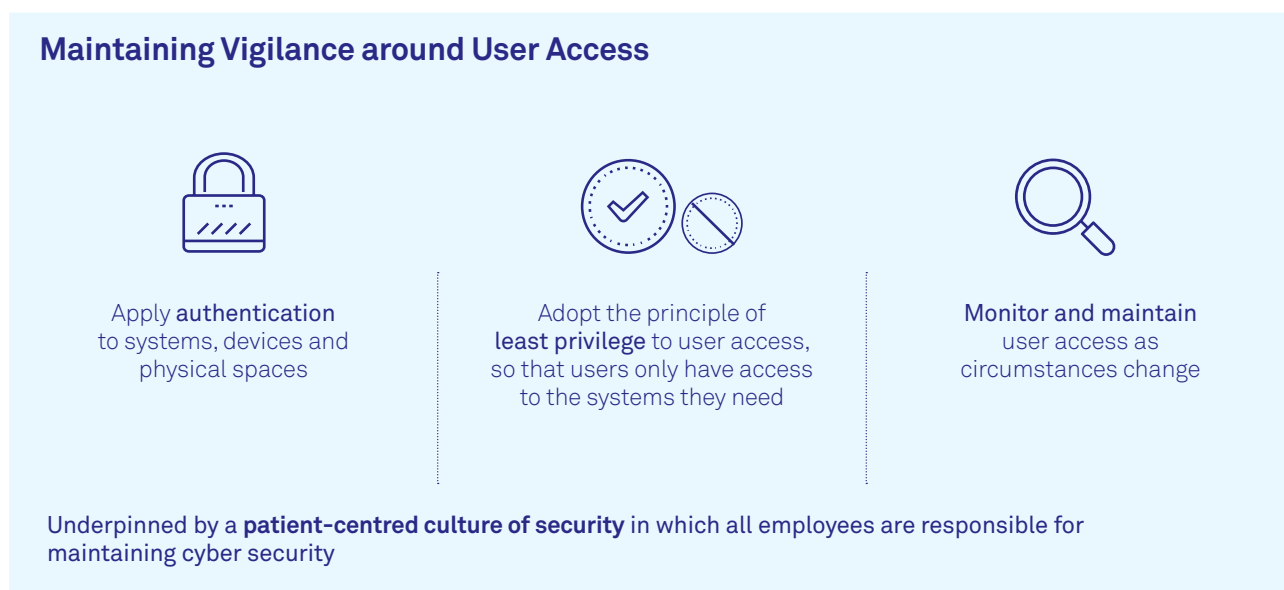 Maintaining Vigilance around User Access
Apply authentication
to systems, devices and
physical spaces
Adopt the principle of
least privilege to user access,
so that users only have access
to the systems they need
Monitor and maintain
user access as
circumstances change
Underpinned by a patient-centred culture of security in which all employees are responsible for
maintaining cyber security